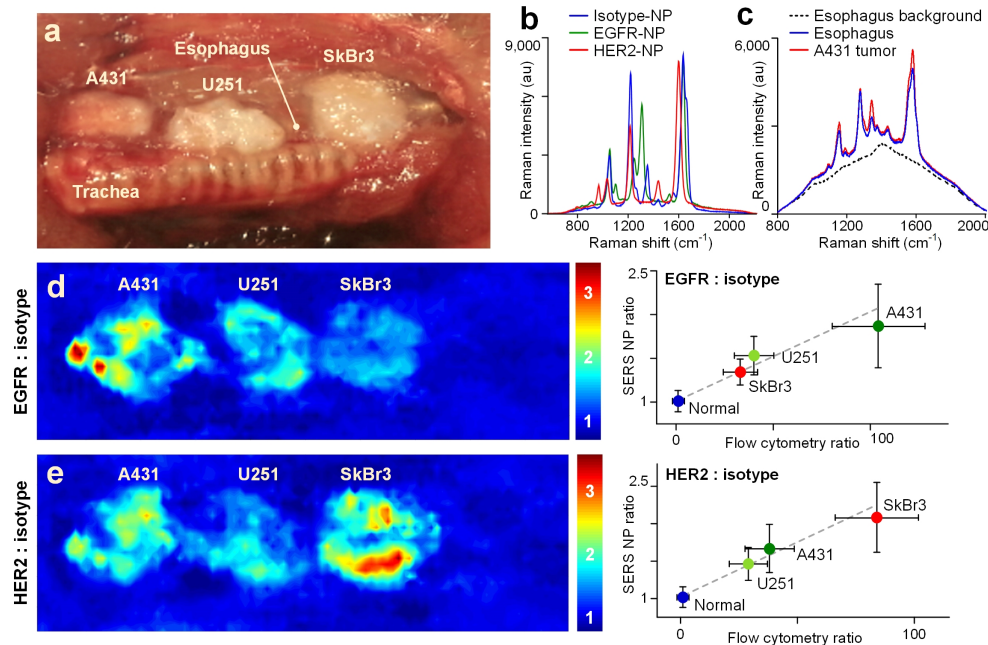 a
Esophagus
SkBr3
A431
U251
Trachea
b
Isotype-NP
EGFR-NP
HER2-NP
9,000
0
Raman intensity (au)
800 1200 1600
Raman shift (cm⁻¹)
c
Esophagus background
Esophagus
A431 tumor
6,000
0
Raman intensity (au)
800 1200 1600 2000
Raman shift (cm⁻¹)
d
EGFR : isotype
A431 U251 SkBr3
3
2
1
EGFR : isotype
2.5
1
SERS NP ratio
A431
U251
SkBr3
Normal
0 100
Flow cytometry ratio
e
HER2 : isotype
A431 U251 SkBr3
3
2
1
HER2 : isotype
2.5
1
SERS NP ratio
SkBr3
A431
U251
Normal
0 100
Flow cytometry ratio